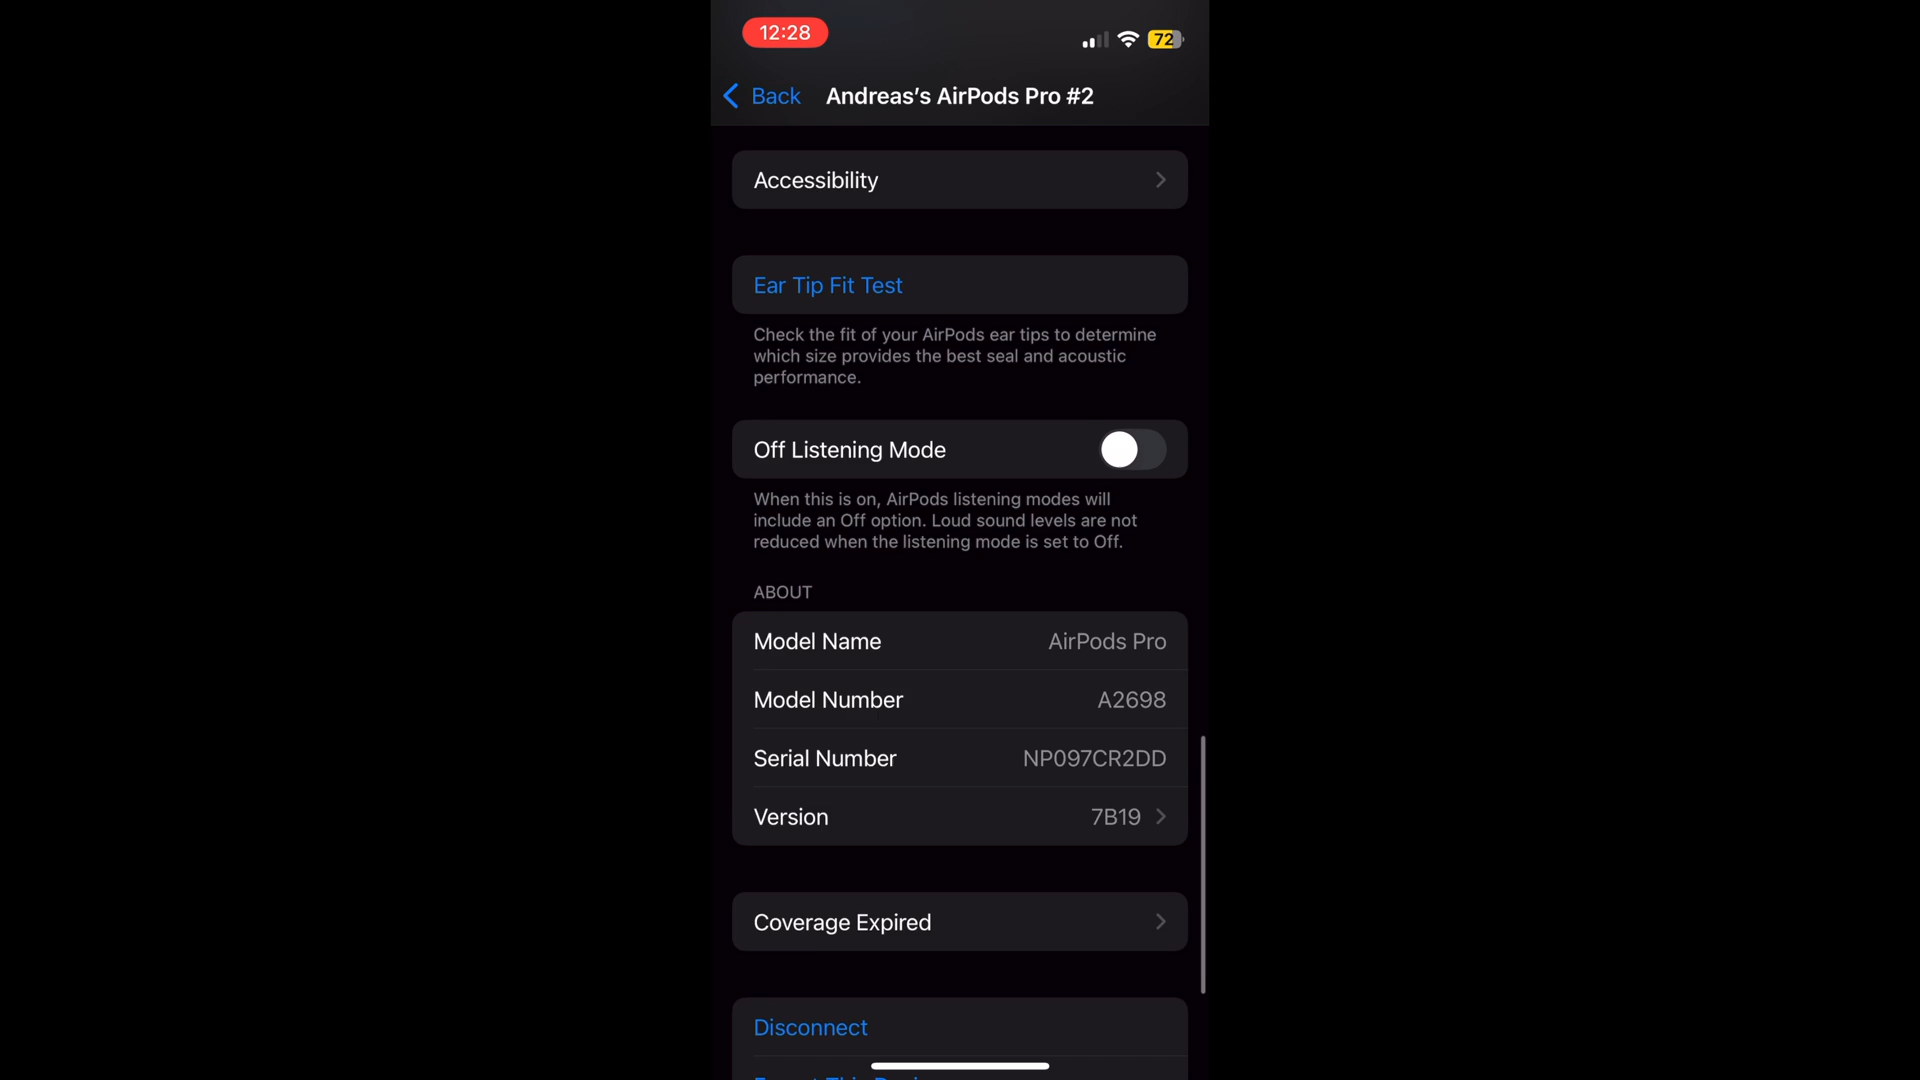 12:28
72
Back
Andreas’s AirPods Pro #2
Accessibility
Ear Tip Fit Test
Check the fit of your AirPods ear tips to determine
which size provides the best seal and acoustic
performance.
Off Listening Mode
When this is on, AirPods listening modes will
include an Off option. Loud sound levels are not
reduced when the listening mode is set to Off.
ABOUT
Model Name
AirPods Pro
Model Number
A2698
Serial Number
NP097CR2DD
Version
7B19
Coverage Expired
Disconnect